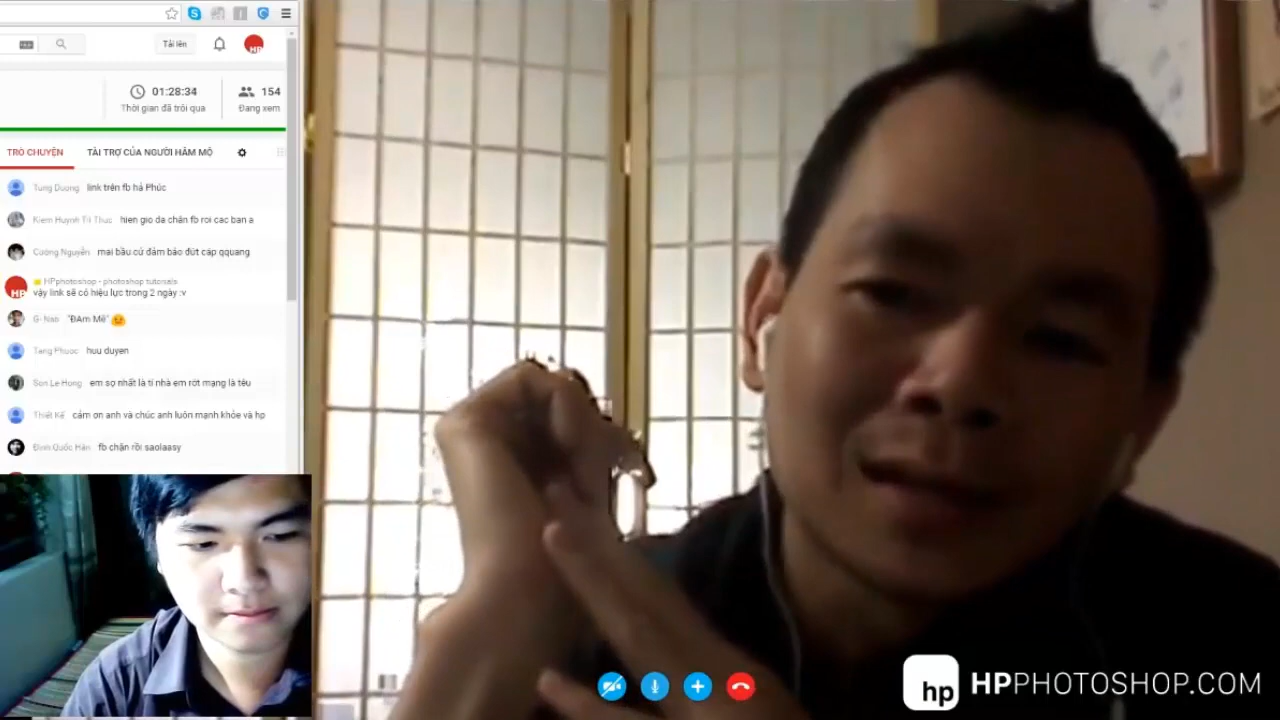 HP
Tải lên
01:28:34
Thời gian đã trôi qua
154
Đang xem
TRÒ CHUYỆN
TÀI TRỢ CỦA NGƯỜI HÂM MỘ
Tung Duong link trên fb hả Phúc
Kiem Huynh Tri Thuc hien gio da chăn fb roi cac ban a
Cường Nguyễn mai bầu cử đảm bảo đứt cáp qquang
HPphotoshop - photoshop tutorials
HP
vậy link sẽ có hiệu lực trong 2 ngày :v
G- Nab "ĐAm Mê"
Tang Phuoc huu duyen
Son Le Hong em sợ nhất là tí nhà em rớt mạng là têu
Thiết Kế cám ơn anh và chúc anh luôn mạnh khỏe và hp
Đinh Quốc Hân fb chặn rồi saolaasy
hp HPPHOTOSHOP.COM